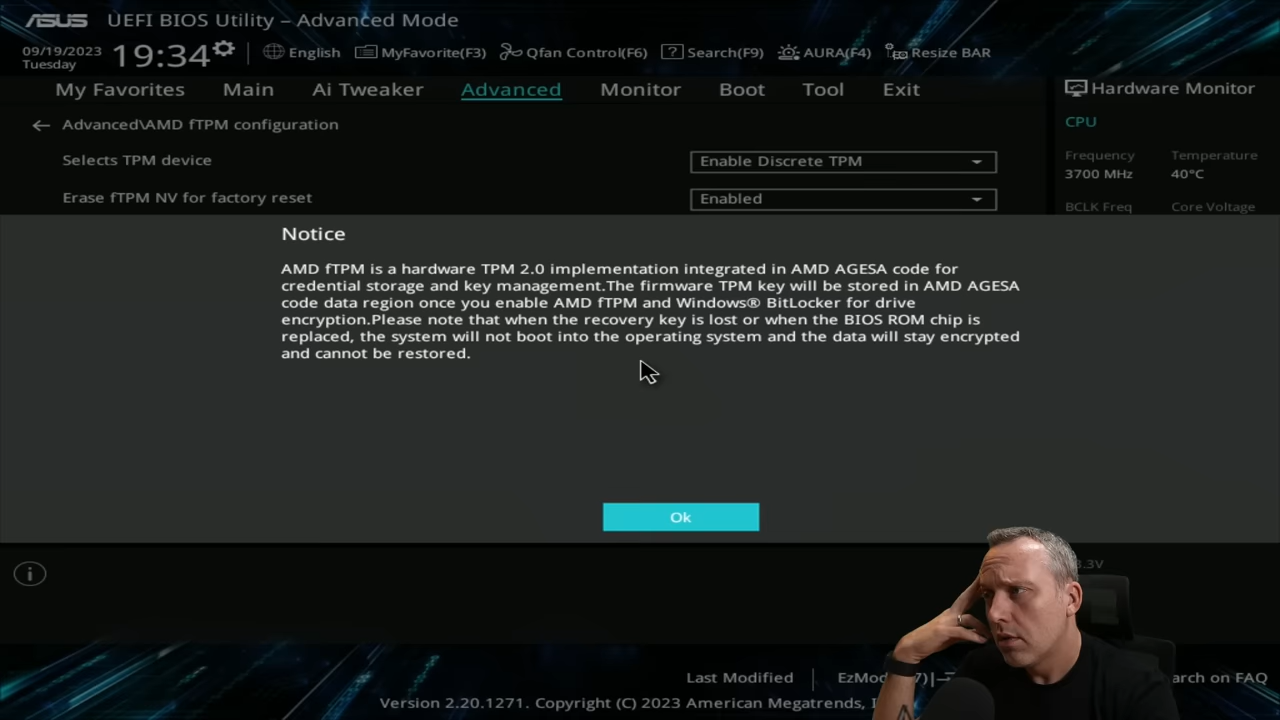 ASUS UEFI BIOS Utility – Advanced Mode
09/19/2023 Tuesday 19:34 English MyFavorite(F3) Qfan Control(F6) ? Search(F9) AURA(F4) Resize BAR
My Favorites Main Ai Tweaker Advanced Monitor Boot Tool Exit
Hardware Monitor
Advanced\AMD fTPM configuration
CPU
Selects TPM device Enable Discrete TPM
Frequency Temperature
3700 MHz 40°C
Erase fTPM NV for factory reset Enabled
BCLK Freq Core Voltage
Notice
AMD fTPM is a hardware TPM 2.0 implementation integrated in AMD AGESA code for
credential storage and key management.The firmware TPM key will be stored in AMD AGESA
code data region once you enable AMD fTPM and Windows® BitLocker for drive
encryption.Please note that when the recovery key is lost or when the BIOS ROM chip is
replaced, the system will not boot into the operating system and the data will stay encrypted
and cannot be restored.
Ok
Last Modified EzMod on FAQ
Version 2.20.1271. Copyright (C) 2023 American Megatrends,